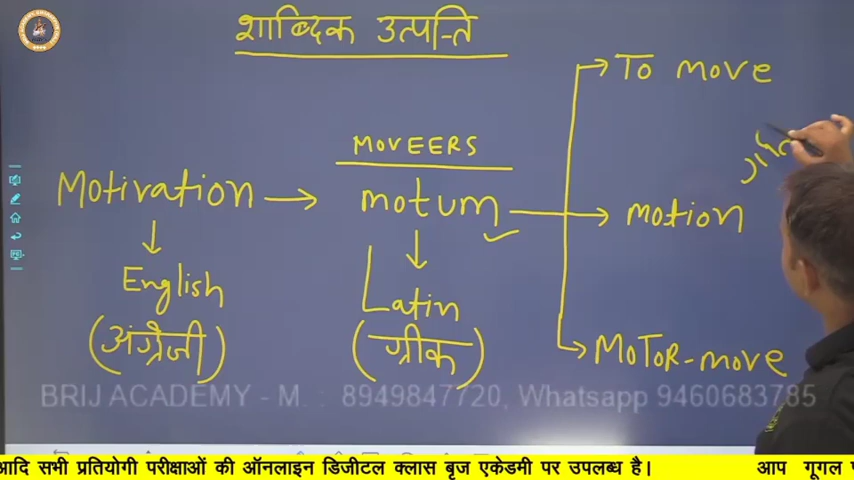 शाब्दिक उत्पत्ति
To move
MOVEERS
Motivation → motum
motion
English
Latin
(अंग्रेजी)
(ग्रीक)
MOTOR-move
BRIJ ACADEMY - M. : 8949847720, Whatsapp 9460683785
आदि सभी प्रतियोगी परीक्षाओं की ऑनलाइन डिजीटल क्लास बृज एकेडमी पर उपलब्ध है। आप गूगल